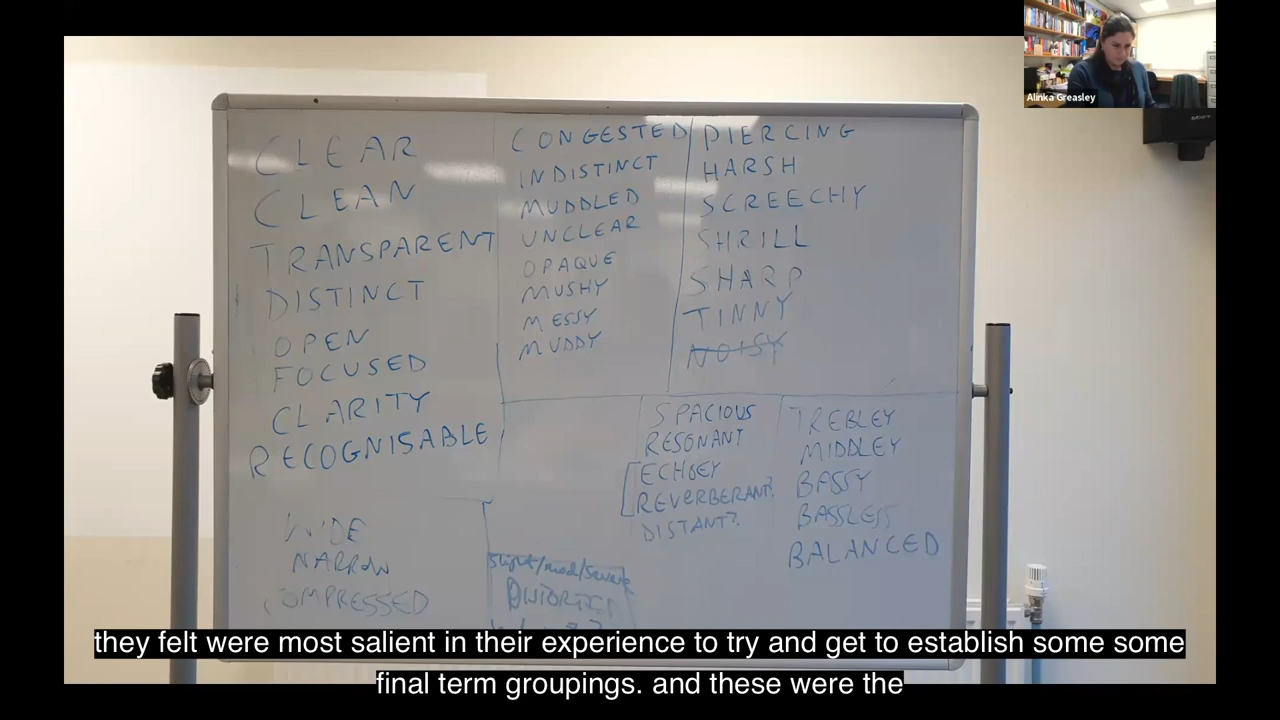 Alinka Greasley
SONY
CLEAR
CLEAN
TRANSPARENT
DISTINCT
OPEN
FOCUSED
CLARITY
RECOGNISABLE
CONGESTED
INDISTINCT
MUDDLED
UNCLEAR
OPAQUE
MUSHY
MESSY
MUDDY
PIERCING
HARSH
SCREECHY
SHRILL
SHARP
TINNY
NOISY
WIDE
NARROW
COMPRESSED
slight/mod/severe
SPACIOUS
RESONANT
[ECHOEY
REVERBERANT?
DISTANT?
TREBLEY
MIDDLEY
BASSY
BASSLESS
BALANCED
they felt were most salient in their experience to try and get to establish some some
final term groupings. and these were the